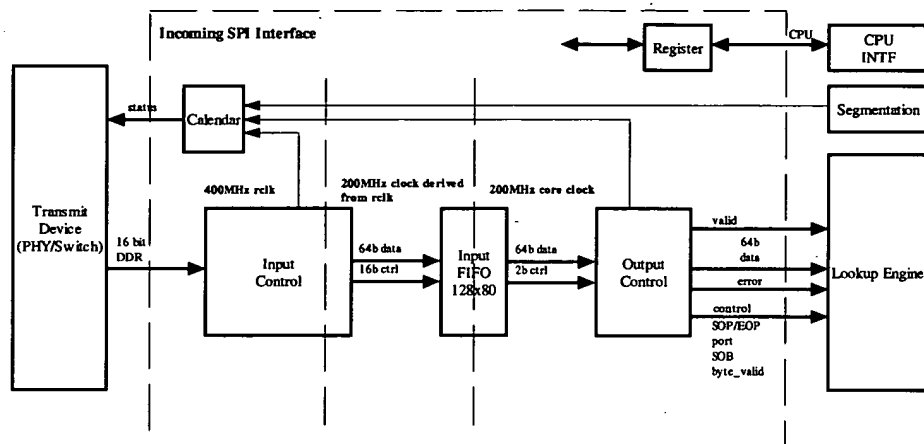 Incoming SPI Interface
Register
CPU
CPU
INTF
status
Calendar
Segmentation
400MHz rclk
200MHz clock derived
from rclk
200MHz core clock
Transmit
Device
(PHY/Switch)
16 bit
DDR
Input
Control
64b data
16b ctrl
Input
FIFO
128x80
64b data
2b ctrl
Output
Control
valid
64b
data
error
control
SOP/EOP
port
SOB
byte_valid
Lookup Engine